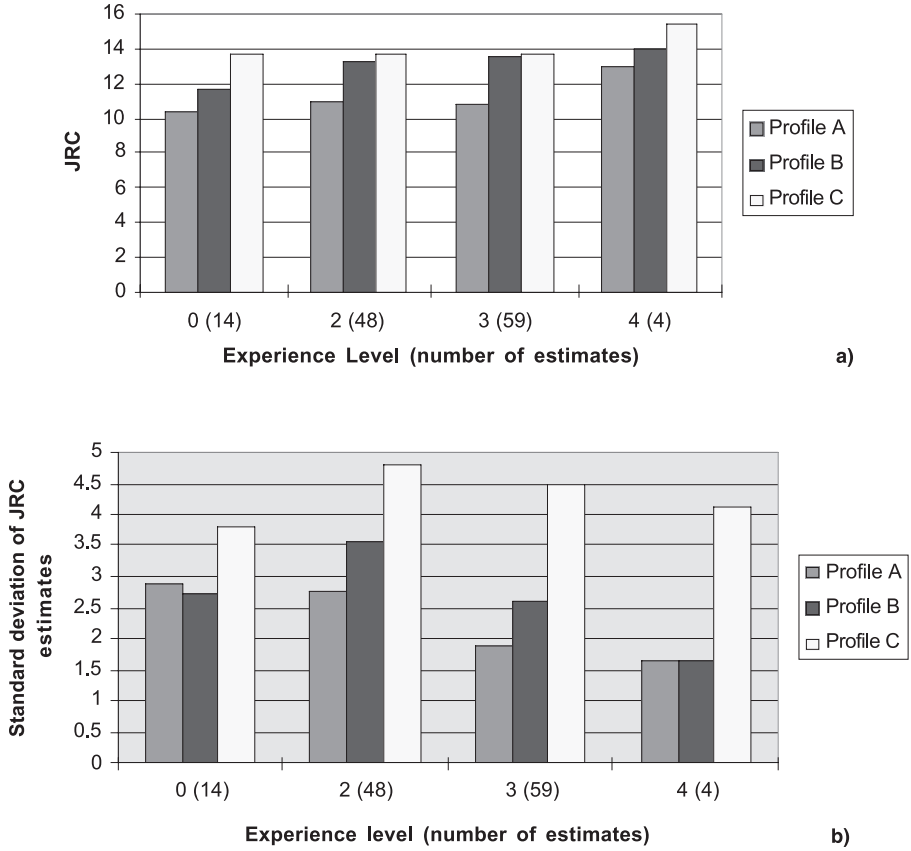 16
14
12
10
8
6
4
2
0
JRC
0 (14)
2 (48)
3 (59)
4 (4)
Experience Level (number of estimates)
a)
Profile A
Profile B
Profile C
5
4.5
4
3.5
3
2.5
2
1.5
1
0.5
0
Standard deviation of JRC
estimates
0 (14)
2 (48)
3 (59)
4 (4)
Experience level (number of estimates)
b)
Profile A
Profile B
Profile C